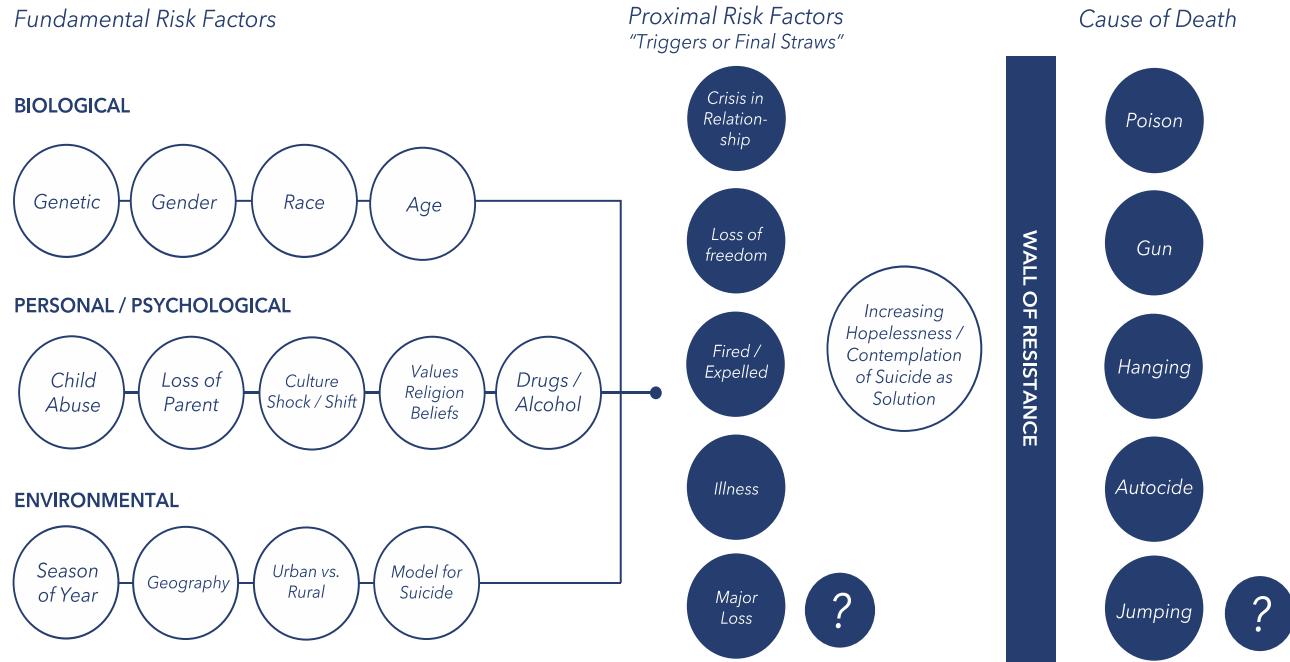 Fundamental Risk Factors
BIOLOGICAL
Genetic
Gender
Race
Age
PERSONAL / PSYCHOLOGICAL
Child
Abuse
Loss of
Parent
Culture
Shock / Shift
Values
Religion
Beliefs
Drugs /
Alcohol
ENVIRONMENTAL
Season
of Year
Geography
Urban vs.
Rural
Model for
Suicide
Proximal Risk Factors
"Triggers or Final Straws"
Crisis in
Relation-
ship
Loss of
freedom
Fired /
Expelled
Illness
Major
Loss
?
Increasing
Hopelessness /
Contemplation
of Suicide as
Solution
WALL OF RESISTANCE
Cause of Death
Poison
Gun
Hanging
Autocide
Jumping
?